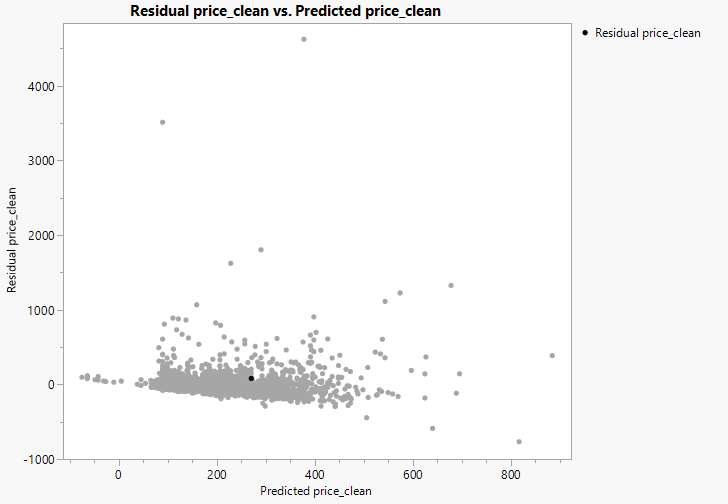 Residual price_clean vs. Predicted price_clean
Residual price_clean
4000
3000
2000
1000
0
-1000
Residual price_clean
0
200
400
600
800
Predicted price_clean